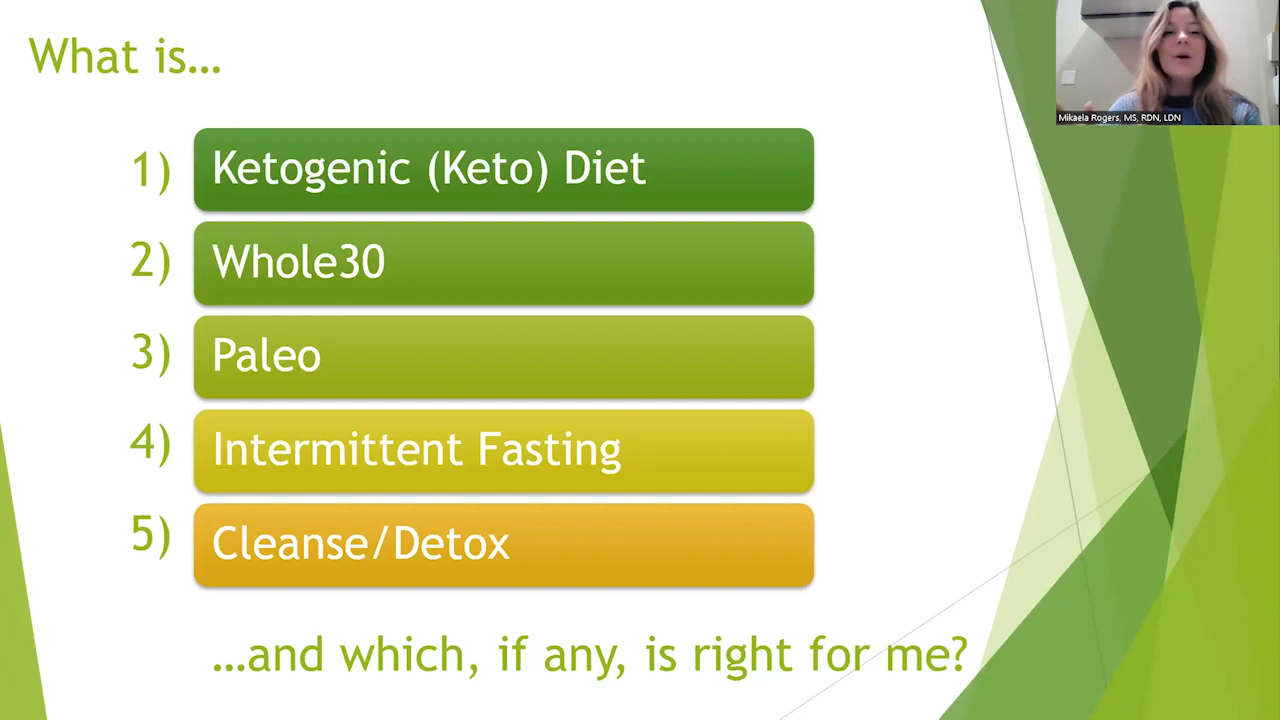 What is…
1) Ketogenic (Keto) Diet
2) Whole30
3) Paleo
4) Intermittent Fasting
5) Cleanse/Detox
…and which, if any, is right for me?
Mikaela Rogers, MS, RDN, LDN